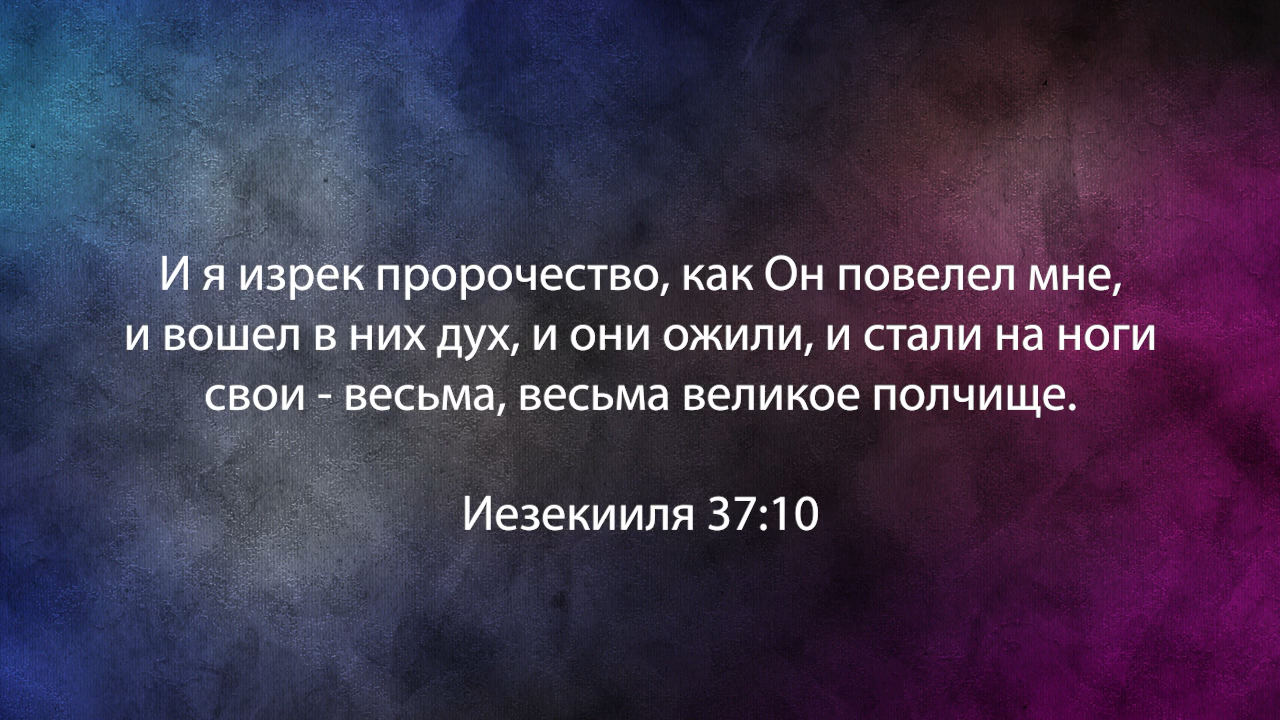 И я изрек пророчество, как Он повелел мне,
и вошел в них дух, и они ожили, и стали на ноги
свои - весьма, весьма великое полчище.
Иезекииля 37:10